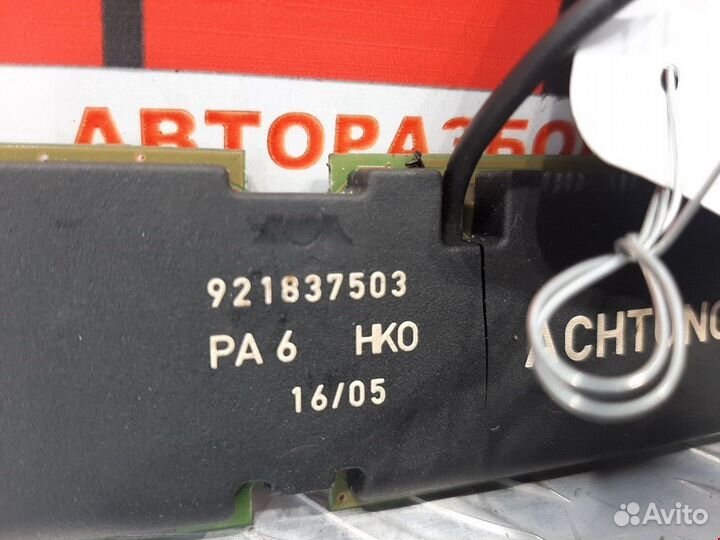 АВТОРАЗБО
921837503
PA 6 HKO
16/05
ACHTUNG
Avito